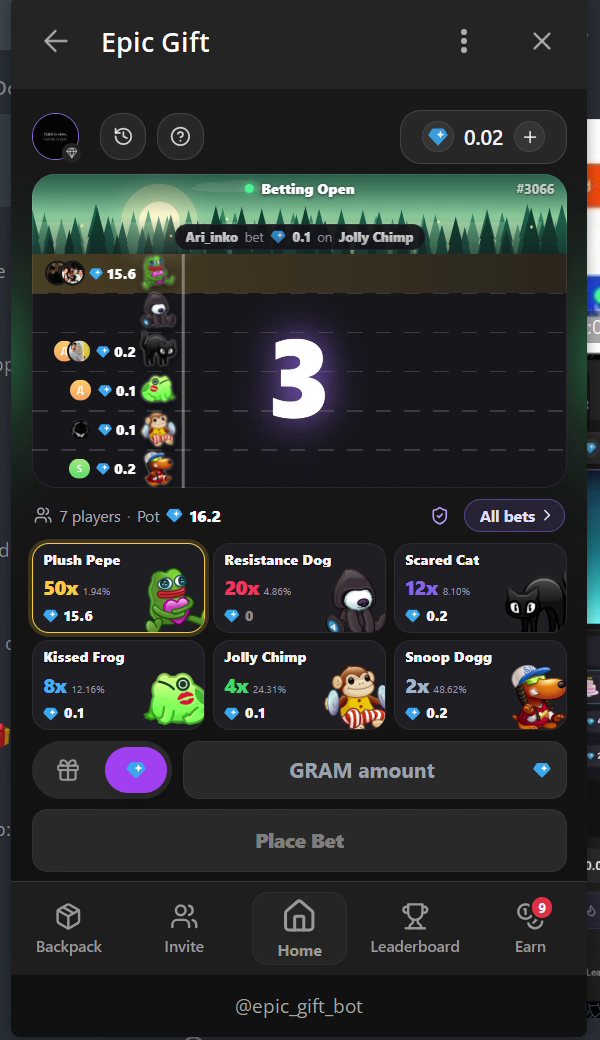 Epic Gift
0.02
Betting Open
#3066
Ari_inko bet 0.1 on Jolly Chimp
15.6
0.2
Д
0.1
0.1
S
0.2
3
7 players · Pot 16.2
All bets
Plush Pepe
50x 1.94%
15.6
Resistance Dog
20x 4.86%
0
Scared Cat
12x 8.10%
0.2
Kissed Frog
8x 12.16%
0.1
Jolly Chimp
4x 24.31%
0.1
Snoop Dogg
2x 48.62%
0.2
GRAM amount
Place Bet
Backpack
Invite
Home
Leaderboard
9
Earn
@epic_gift_bot